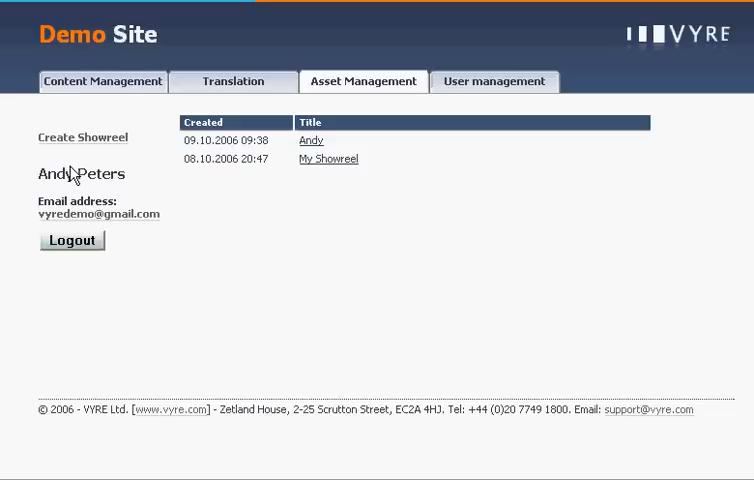 Demo Site
VYRE
Content Management Translation Asset Management User management
Create Showreel
Andy Peters
Email address:
vyredemo@gmail.com
Logout
Created Title
09.10.2006 09:38 Andy
08.10.2006 20:47 My Showreel
© 2006 - VYRE Ltd. [www.vyre.com] - Zetland House, 2-25 Scrutton Street, EC2A 4HJ. Tel: +44 (0)20 7749 1800. Email: support@vyre.com